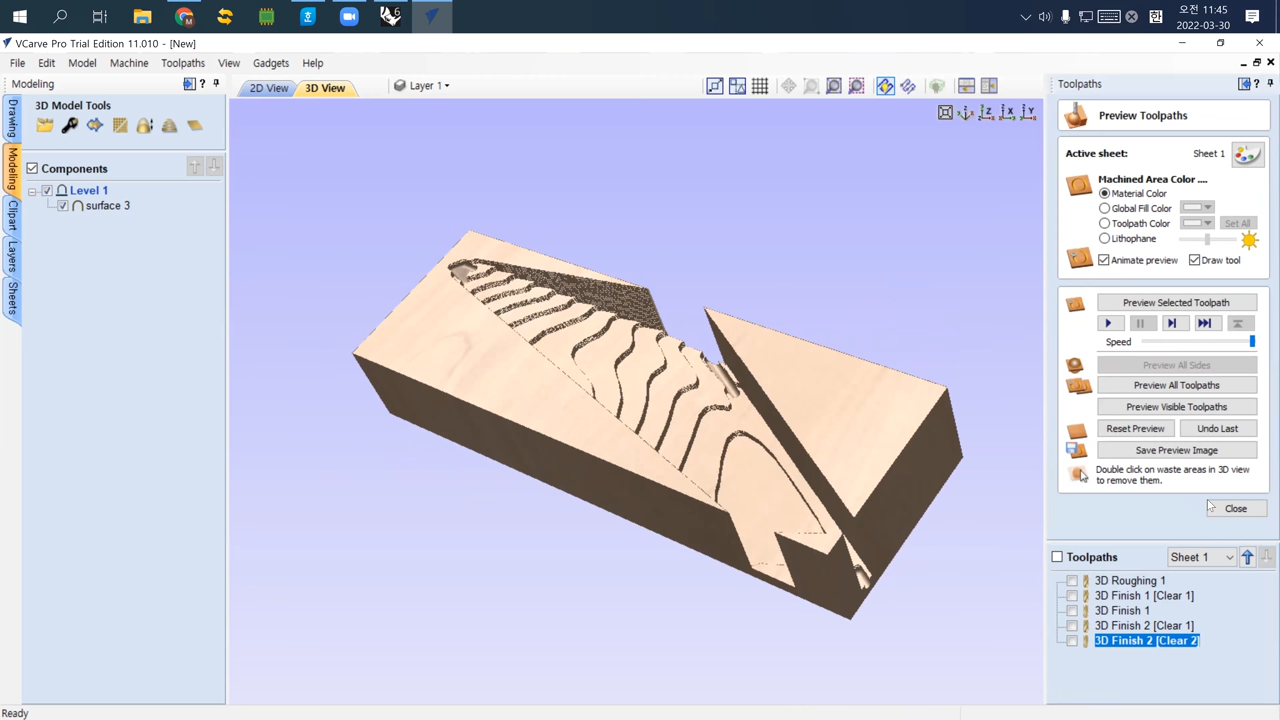 오전 11:45
한
2022-03-30
VCarve Pro Trial Edition 11.010 - [New]
File Edit Model Machine Toolpaths View Gadgets Help
Modeling
2D View 3D View Layer 1
Toolpaths
3D Model Tools
Drawing
Modeling
Clipart
Layers
Sheets
Components
Level 1
surface 3
Z X Y
Preview Toolpaths
Active sheet: Sheet 1
Machined Area Color ....
Material Color
Global Fill Color
Toolpath Color Set All
Lithophane
Animate preview Draw tool
Preview Selected Toolpath
Speed
Preview All Sides
Preview All Toolpaths
Preview Visible Toolpaths
Reset Preview Undo Last
Save Preview Image
Double click on waste areas in 3D view
to remove them.
Close
Toolpaths Sheet 1
3D Roughing 1
3D Finish 1 [Clear 1]
3D Finish 1
3D Finish 2 [Clear 1]
3D Finish 2 [Clear 2]
Ready